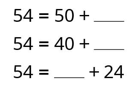 54 = 50 + ____
54 = 40 + ____
54 = ____ + 24